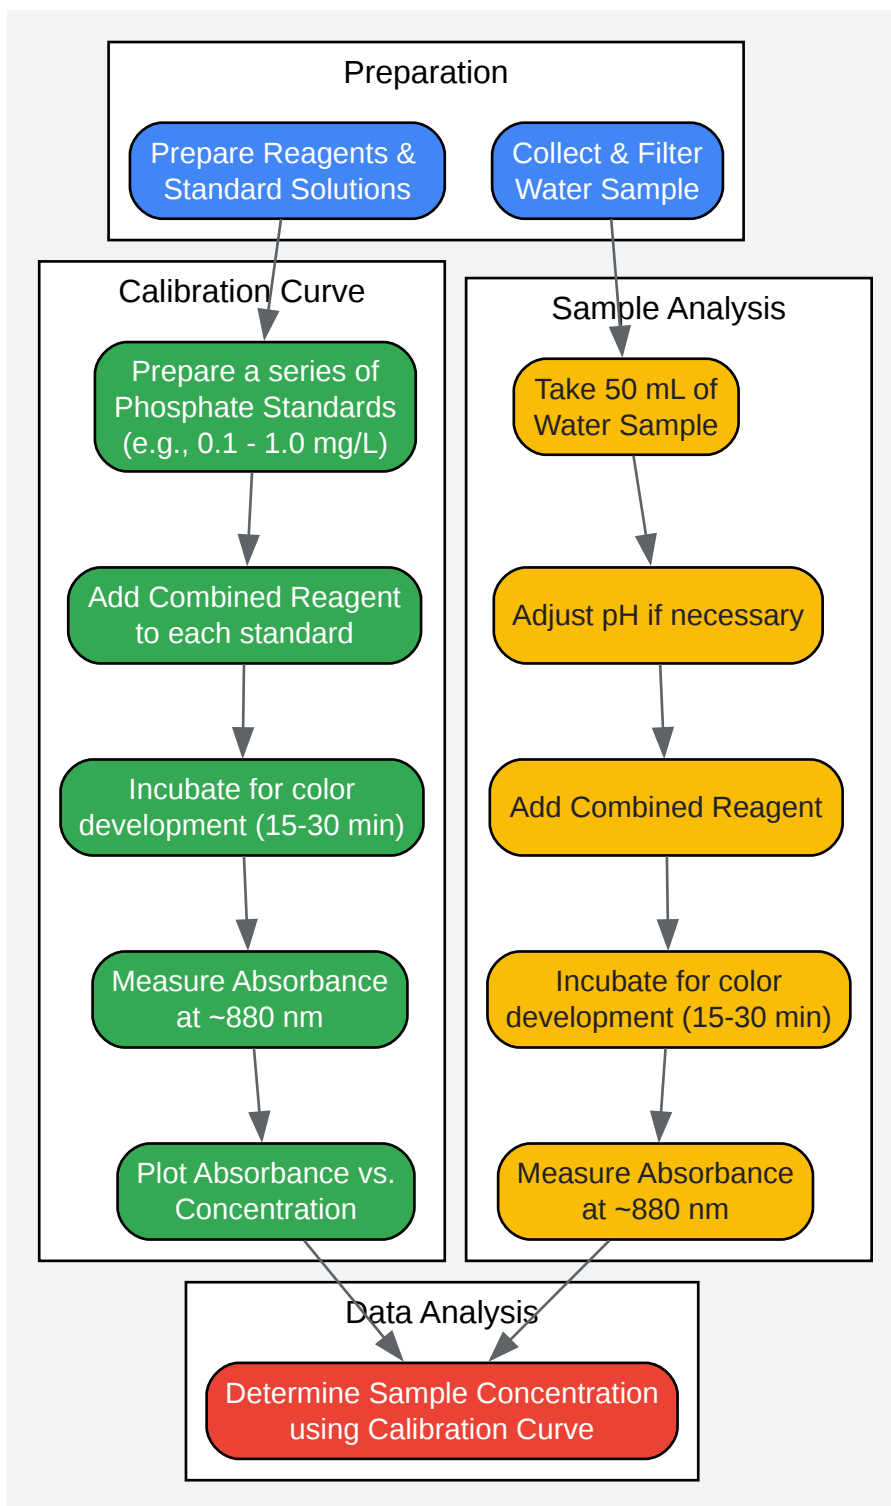 Preparation
Prepare Reagents &
Standard Solutions
Collect & Filter
Water Sample
Calibration Curve
Prepare a series of
Phosphate Standards
(e.g., 0.1 - 1.0 mg/L)
Add Combined Reagent
to each standard
Incubate for color
development (15-30 min)
Measure Absorbance
at ~880 nm
Plot Absorbance vs.
Concentration
Sample Analysis
Take 50 mL of
Water Sample
Adjust pH if necessary
Add Combined Reagent
Incubate for color
development (15-30 min)
Measure Absorbance
at ~880 nm
Data Analysis
Determine Sample Concentration
using Calibration Curve